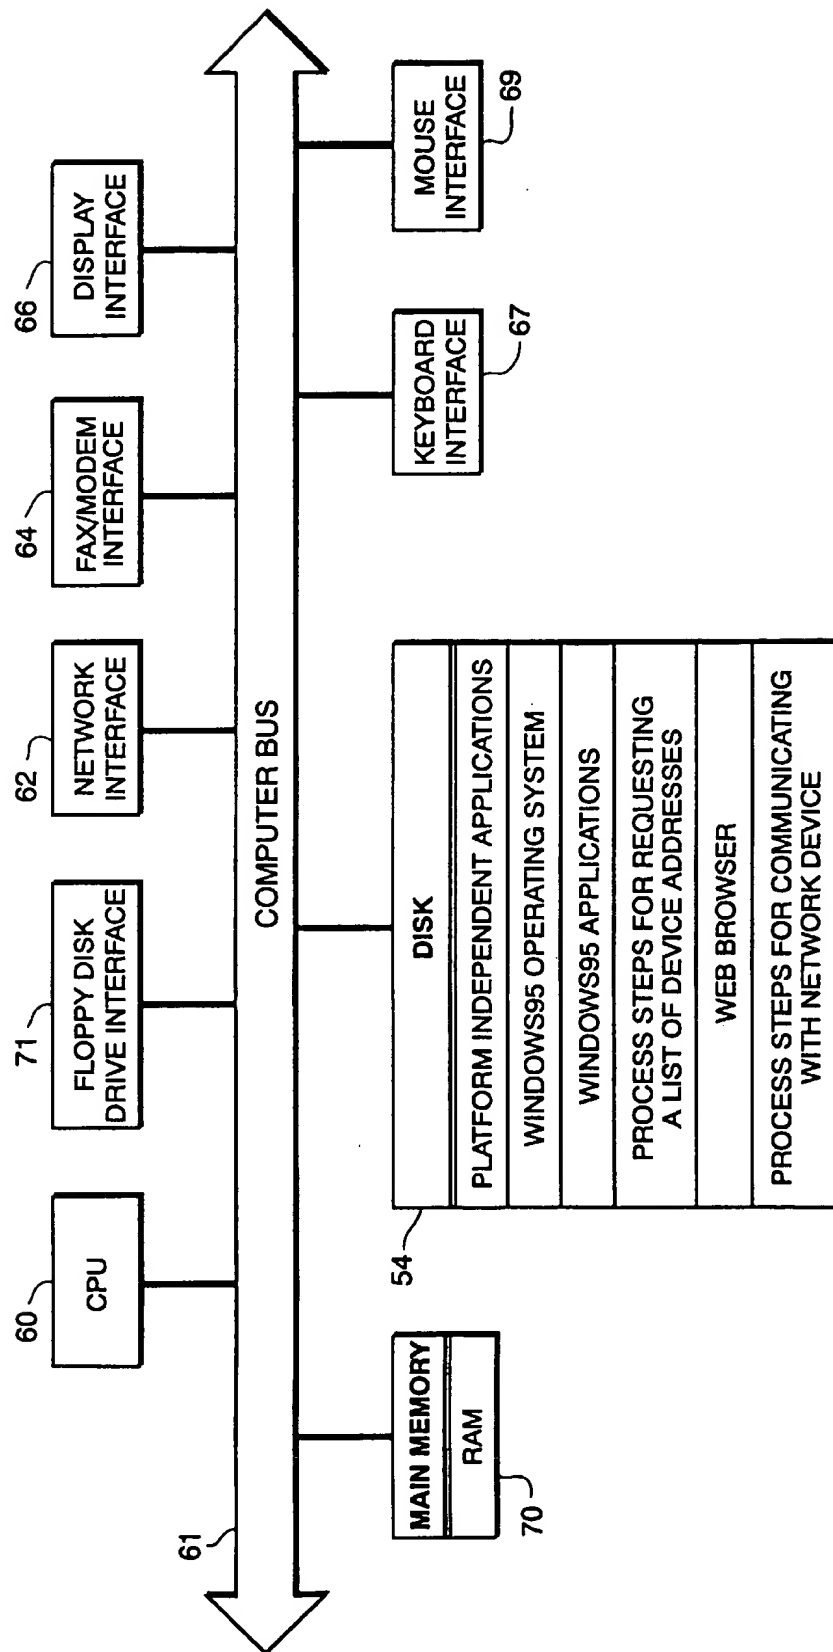 60
CPU
71
FLOPPY DISK
DRIVE INTERFACE
62
NETWORK
INTERFACE
64
FAX/MODEM
INTERFACE
66
DISPLAY
INTERFACE
61
COMPUTER BUS
MAIN MEMORY
RAM
70
54
DISK
PLATFORM INDEPENDENT APPLICATIONS
WINDOWS95 OPERATING SYSTEM
WINDOWS95 APPLICATIONS
PROCESS STEPS FOR REQUESTING
A LIST OF DEVICE ADDRESSES
WEB BROWSER
PROCESS STEPS FOR COMMUNICATING
WITH NETWORK DEVICE
KEYBOARD
INTERFACE
67
MOUSE
INTERFACE
69